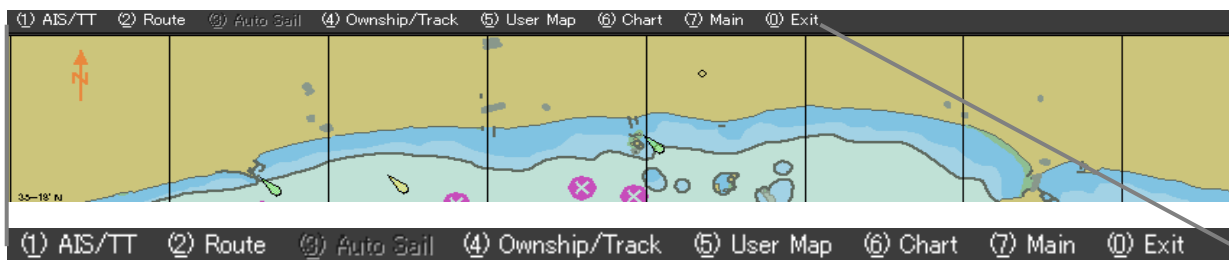 (1) AIS/TT (2) Route (3) Auto Sail (4) Ownship/Track (5) User Map (6) Chart (7) Main (0) Exit
N
35-18' N
(1) AIS/TT (2) Route (3) Auto Sail (4) Ownship/Track (5) User Map (6) Chart (7) Main (0) Exit